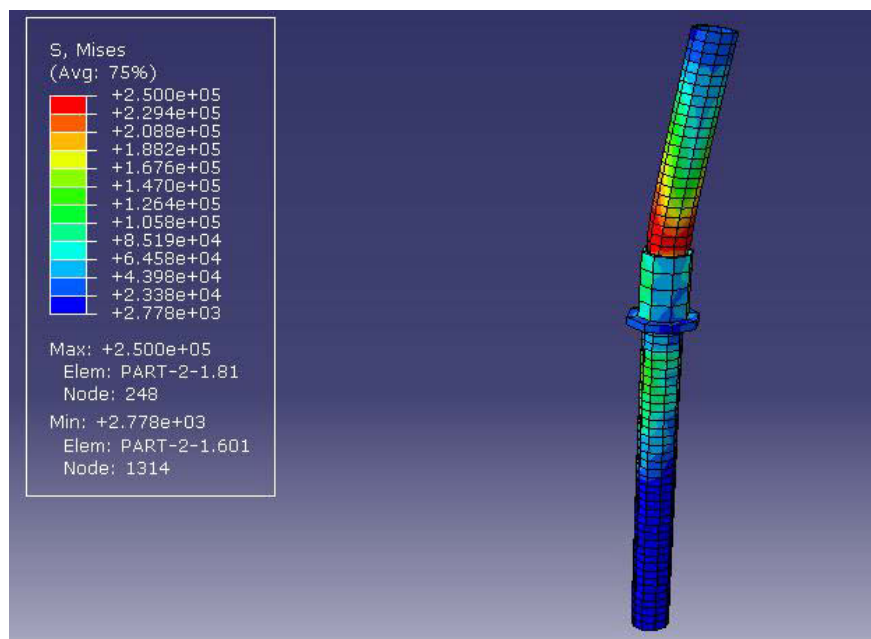 S, Mises
(Avg: 75%)
+2.500e+05
+2.294e+05
+2.088e+05
+1.882e+05
+1.676e+05
+1.470e+05
+1.264e+05
+1.058e+05
+8.519e+04
+6.458e+04
+4.398e+04
+2.338e+04
+2.778e+03
Max: +2.500e+05
Elem: PART-2-1.81
Node: 248
Min: +2.778e+03
Elem: PART-2-1.601
Node: 1314